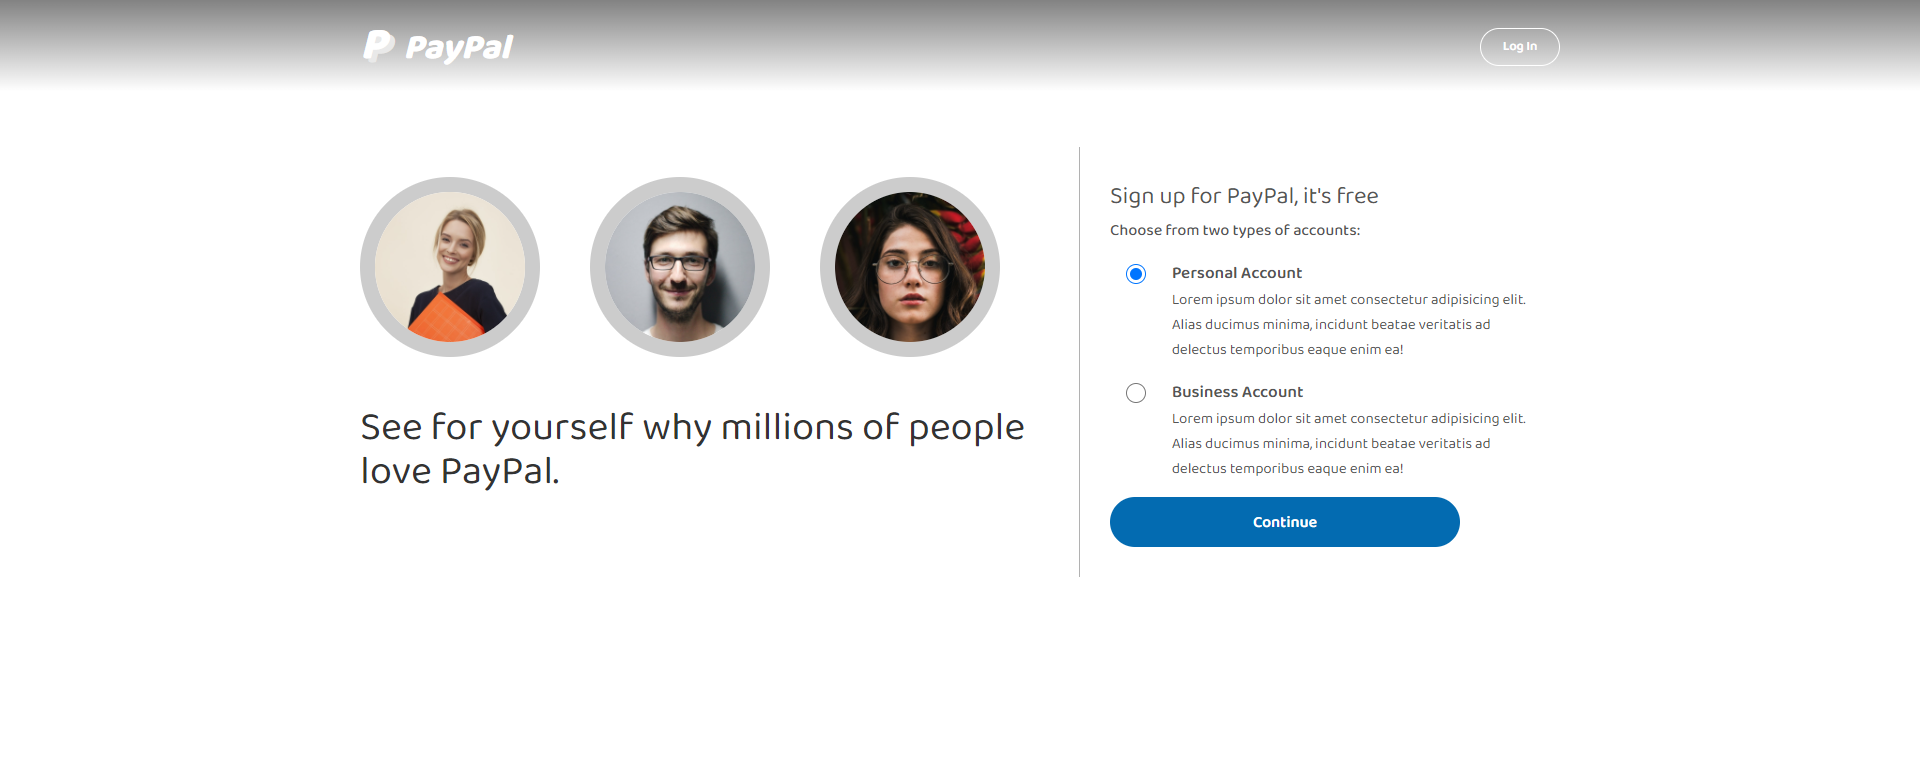 PayPal
Log In
See for yourself why millions of people
love PayPal.
Sign up for PayPal, it's free
Choose from two types of accounts:
Personal Account
Lorem ipsum dolor sit amet consectetur adipisicing elit.
Alias ducimus minima, incidunt beatae veritatis ad
delectus temporibus eaque enim ea!
Business Account
Lorem ipsum dolor sit amet consectetur adipisicing elit.
Alias ducimus minima, incidunt beatae veritatis ad
delectus temporibus eaque enim ea!
Continue